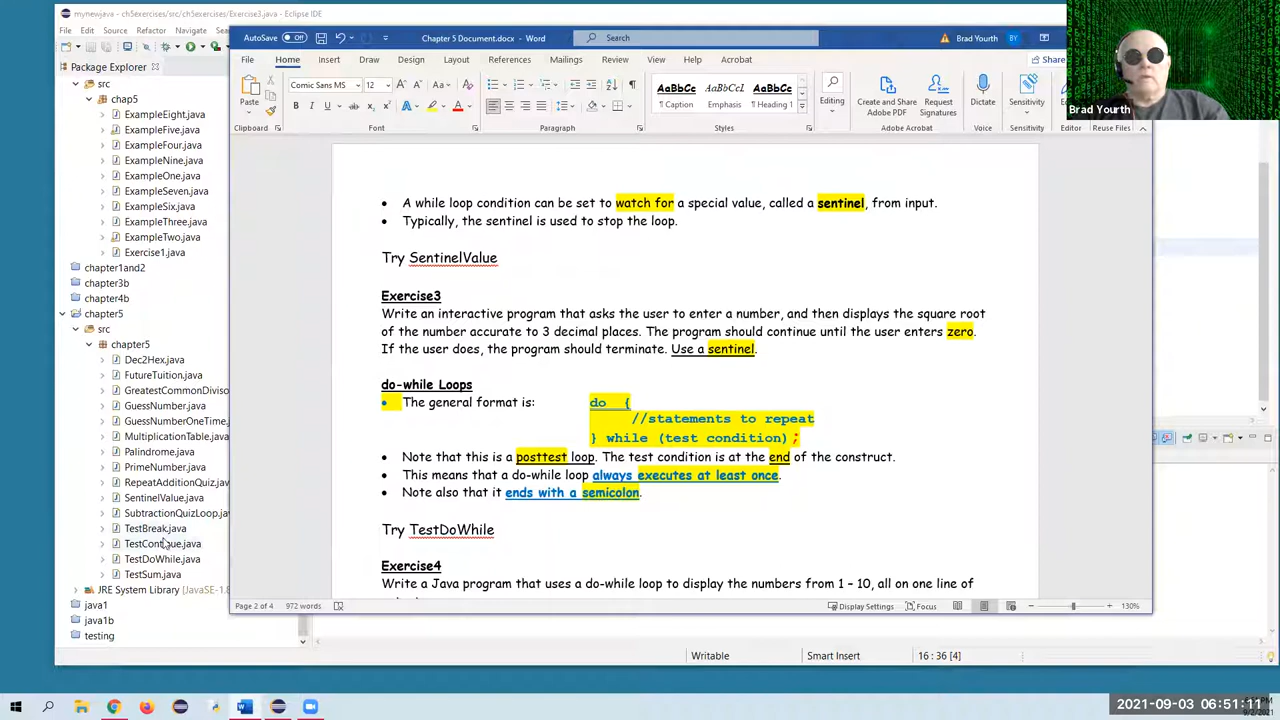 mynewjava - ch5exercises/src/ch5exercises/Exercise3.java - Eclipse IDE
File Edit Source Refactor Navigate Sear
Package Explorer
src
chap5
ExampleEight.java
ExampleFive.java
ExampleFour.java
ExampleNine.java
ExampleOne.java
ExampleSeven.java
ExampleSix.java
ExampleThree.java
ExampleTwo.java
Exercise1.java
chapter1and2
chapter3b
chapter4b
chapter5
src
chapter5
Dec2Hex.java
FutureTuition.java
GreatestCommonDiviso
GuessNumber.java
GuessNumberOneTime.
MultiplicationTable.java
Palindrome.java
PrimeNumber.java
RepeatAdditionQuiz.java
SentinelValue.java
SubtractionQuizLoop.jav
TestBreak.java
TestContinue.java
TestDoWhile.java
TestSum.java
JRE System Library [JavaSE-1.8
java1
java1b
testing
AutoSave Off Chapter 5 Document.docx - Word Search Brad Yourth BY
File Home Insert Draw Design Layout References Mailings Review View Help Acrobat Share
Paste
Clipboard
Comic Sans MS 12
Font
Paragraph
AaBbCc AaBbCcI AaBbCc
¶ Caption Emphasis ¶ Heading 1
Styles
Editing
Create and Share Adobe PDF
Request Signatures
Adobe Acrobat
Dictate
Voice
Sensitivity
Sensitivity
Editor
Reuse Files
Brad Yourth
• A while loop condition can be set to watch for a special value, called a sentinel, from input.
• Typically, the sentinel is used to stop the loop.
Try SentinelValue
Exercise3
Write an interactive program that asks the user to enter a number, and then displays the square root
of the number accurate to 3 decimal places. The program should continue until the user enters zero.
If the user does, the program should terminate. Use a sentinel.
do-while Loops
• The general format is: do {
//statements to repeat
} while (test condition) ;
• Note that this is a posttest loop. The test condition is at the end of the construct.
• This means that a do-while loop always executes at least once.
• Note also that it ends with a semicolon.
Try TestDoWhile
Exercise4
Write a Java program that uses a do-while loop to display the numbers from 1 – 10, all on one line of
Page 2 of 4 972 words Display Settings Focus 130%
Writable Smart Insert 16 : 36 [4]
2021-09-03 06:51:11